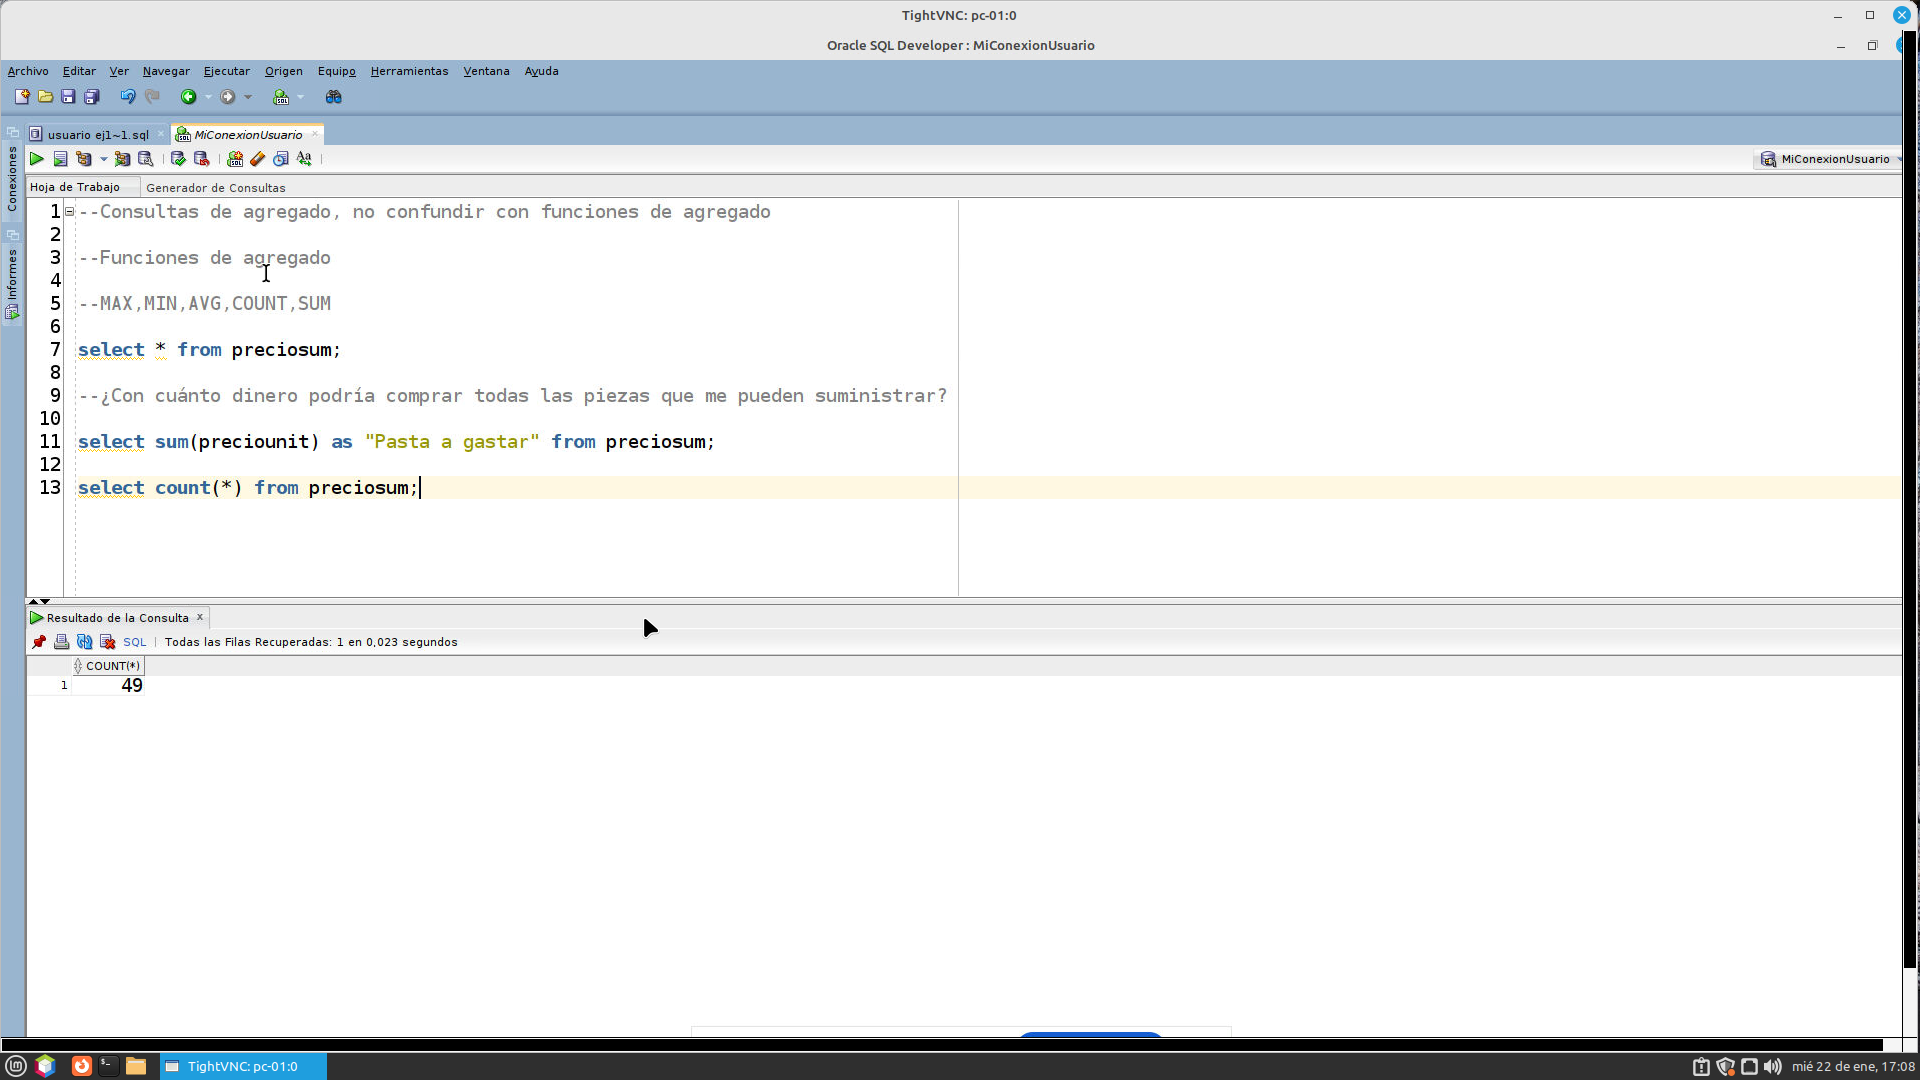 TightVNC: pc-01:0
Oracle SQL Developer : MiConexionUsuario
Archivo Editar Ver Navegar Ejecutar Origen Equipo Herramientas Ventana Ayuda
usuario ej1~1.sql MiConexionUsuario
MiConexionUsuario
Conexiones
Informes
Hoja de Trabajo Generador de Consultas
1 --Consultas de agregado, no confundir con funciones de agregado
2
3 --Funciones de agregado
4
5 --MAX,MIN,AVG,COUNT,SUM
6
7 select * from preciosum;
8
9 --¿Con cuánto dinero podría comprar todas las piezas que me pueden suministrar?
10
11 select sum(preciounit) as "Pasta a gastar" from preciosum;
12
13 select count(*) from preciosum;
Resultado de la Consulta x
SQL | Todas las Filas Recuperadas: 1 en 0,023 segundos
COUNT(*)
1 49
TightVNC: pc-01:0
mié 22 de ene, 17:08